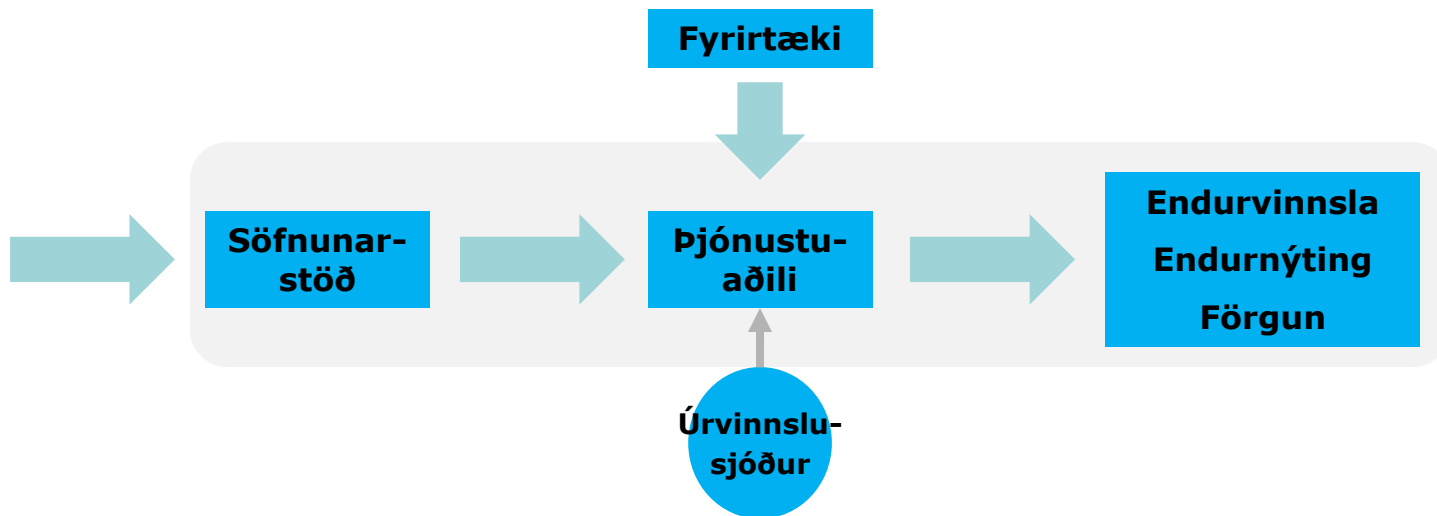 Fyrirtæki
Söfnunar-
stöð
Þjónustu-
aðili
Endurvinnsla
Endurnýting
Förgun
Úrvinnslu-
sjóður